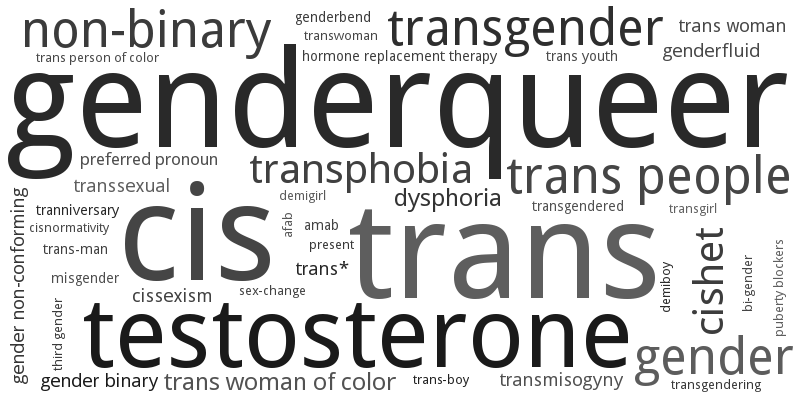 non-binary
genderbend
transwoman
transgender
trans woman
trans person of color
hormone replacement therapy
trans youth
genderfluid
genderqueer
preferred pronoun
transphobia
trans people
transsexual
demigirl
dysphoria
transgendered
transgirl
gender non-conforming
tranniversary
cisnormativity
trans-man
misgender
cis
afab
amab
present
trans*
trans
cishet
demiboy
bi-gender
puberty blockers
cissexism
sex-change
third gender
testosterone
gender
gender binary
trans woman of color
trans-boy
transmisogyny
transgendering